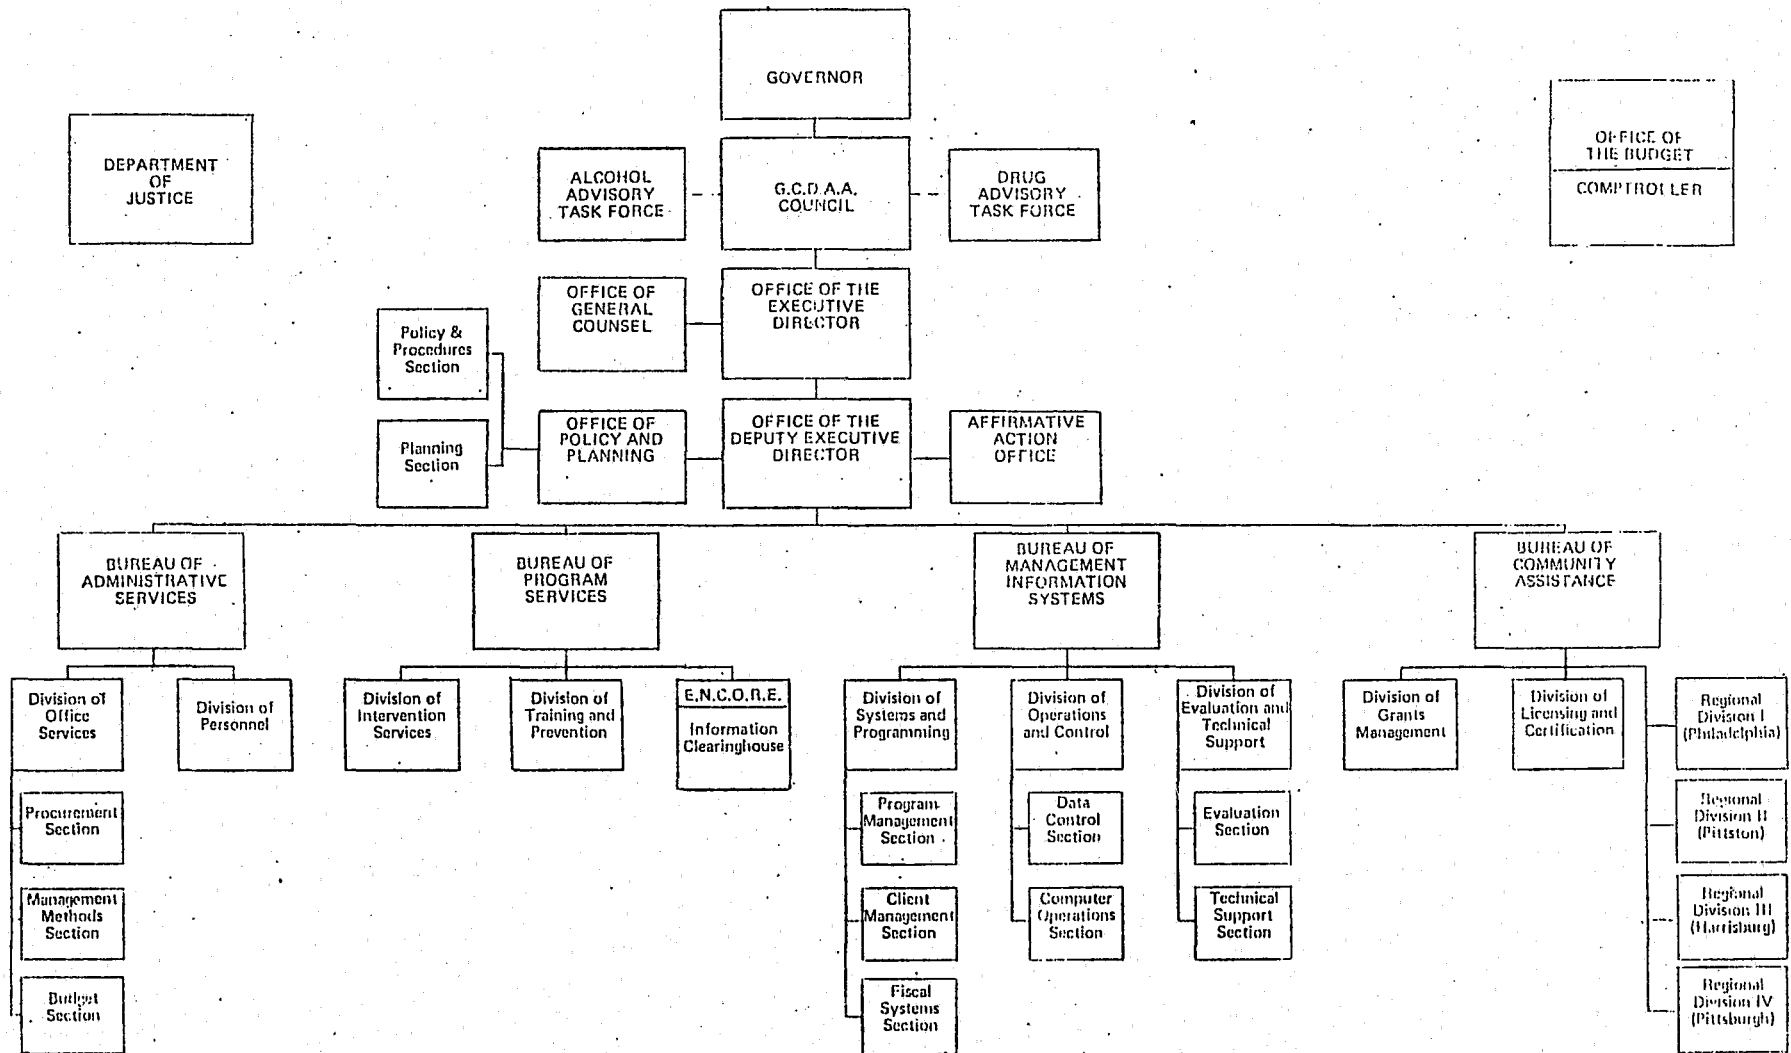 GOVERNOR
DEPARTMENT
OF
JUSTICE
ALCOHOL
ADVISORY
TASK FORCE
G.C.D.A.A.
COUNCIL
DRUG
ADVISORY
TASK FORCE
OFFICE OF
THE BUDGET
COMPTROLLER
OFFICE OF
GENERAL
COUNSEL
OFFICE OF THE
EXECUTIVE
DIRECTOR
Policy &
Procedures
Section
Planning
Section
OFFICE OF
POLICY AND
PLANNING
OFFICE OF THE
DEPUTY EXECUTIVE
DIRECTOR
AFFIRMATIVE
ACTION
OFFICE
BUREAU OF
ADMINISTRATIVE
SERVICES
BUREAU OF
PROGRAM
SERVICES
BUREAU OF
MANAGEMENT
INFORMATION
SYSTEMS
BUREAU OF
COMMUNITY
ASSISTANCE
Division of
Office
Services
Division of
Personnel
Division of
Intervention
Services
Division of
Training and
Prevention
E.N.C.O.R.E.
Information
Clearinghouse
Division of
Systems and
Programming
Division of
Operations
and Control
Division of
Evaluation and
Technical
Support
Division of
Grants
Management
Division of
Licensing and
Certification
Regional
Division I
(Philadelphia)
Procurement
Section
Program
Management
Section
Data
Control
Section
Evaluation
Section
Regional
Division II
(Pittston)
Management
Methods
Section
Client
Management
Section
Computer
Operations
Section
Technical
Support
Section
Regional
Division III
(Harrisburg)
Budget
Section
Fiscal
Systems
Section
Regional
Division IV
(Pittsburgh)